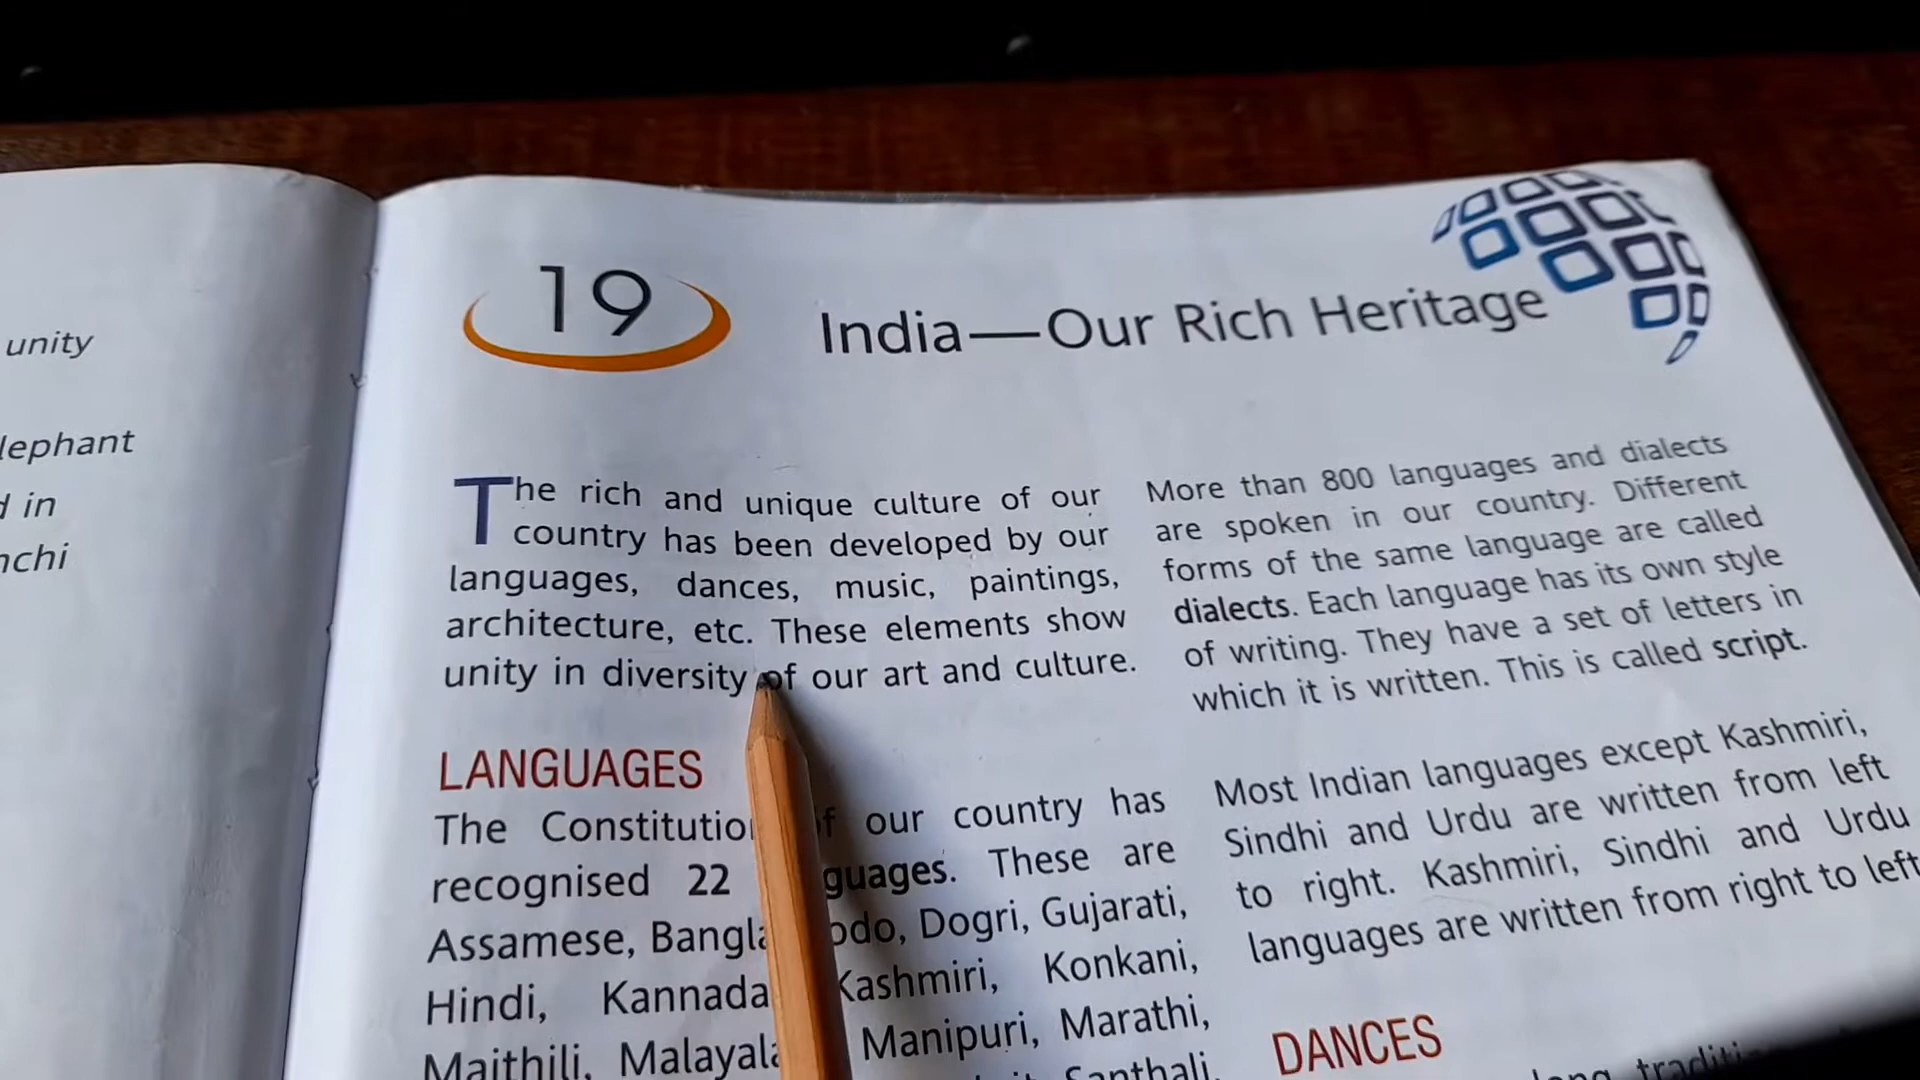 unity
lephant
d in
nchi
19
India—Our Rich Heritage
The rich and unique culture of our
country has been developed by our
languages, dances, music, paintings,
architecture, etc. These elements show
unity in diversity of our art and culture.
LANGUAGES
The Constitution of our country has
recognised 22 guages. These are
Assamese, Bangla odo, Dogri, Gujarati,
Hindi, Kannada Kashmiri, Konkani,
Maithili, Malayala Manipuri, Marathi,
Santhali,
More than 800 languages and dialects
are spoken in our country. Different
forms of the same language are called
dialects. Each language has its own style
of writing. They have a set of letters in
which it is written. This is called script.
Most Indian languages except Kashmiri,
Sindhi and Urdu are written from left
to right. Kashmiri, Sindhi and Urdu
languages are written from right to left
DANCES
long traditi